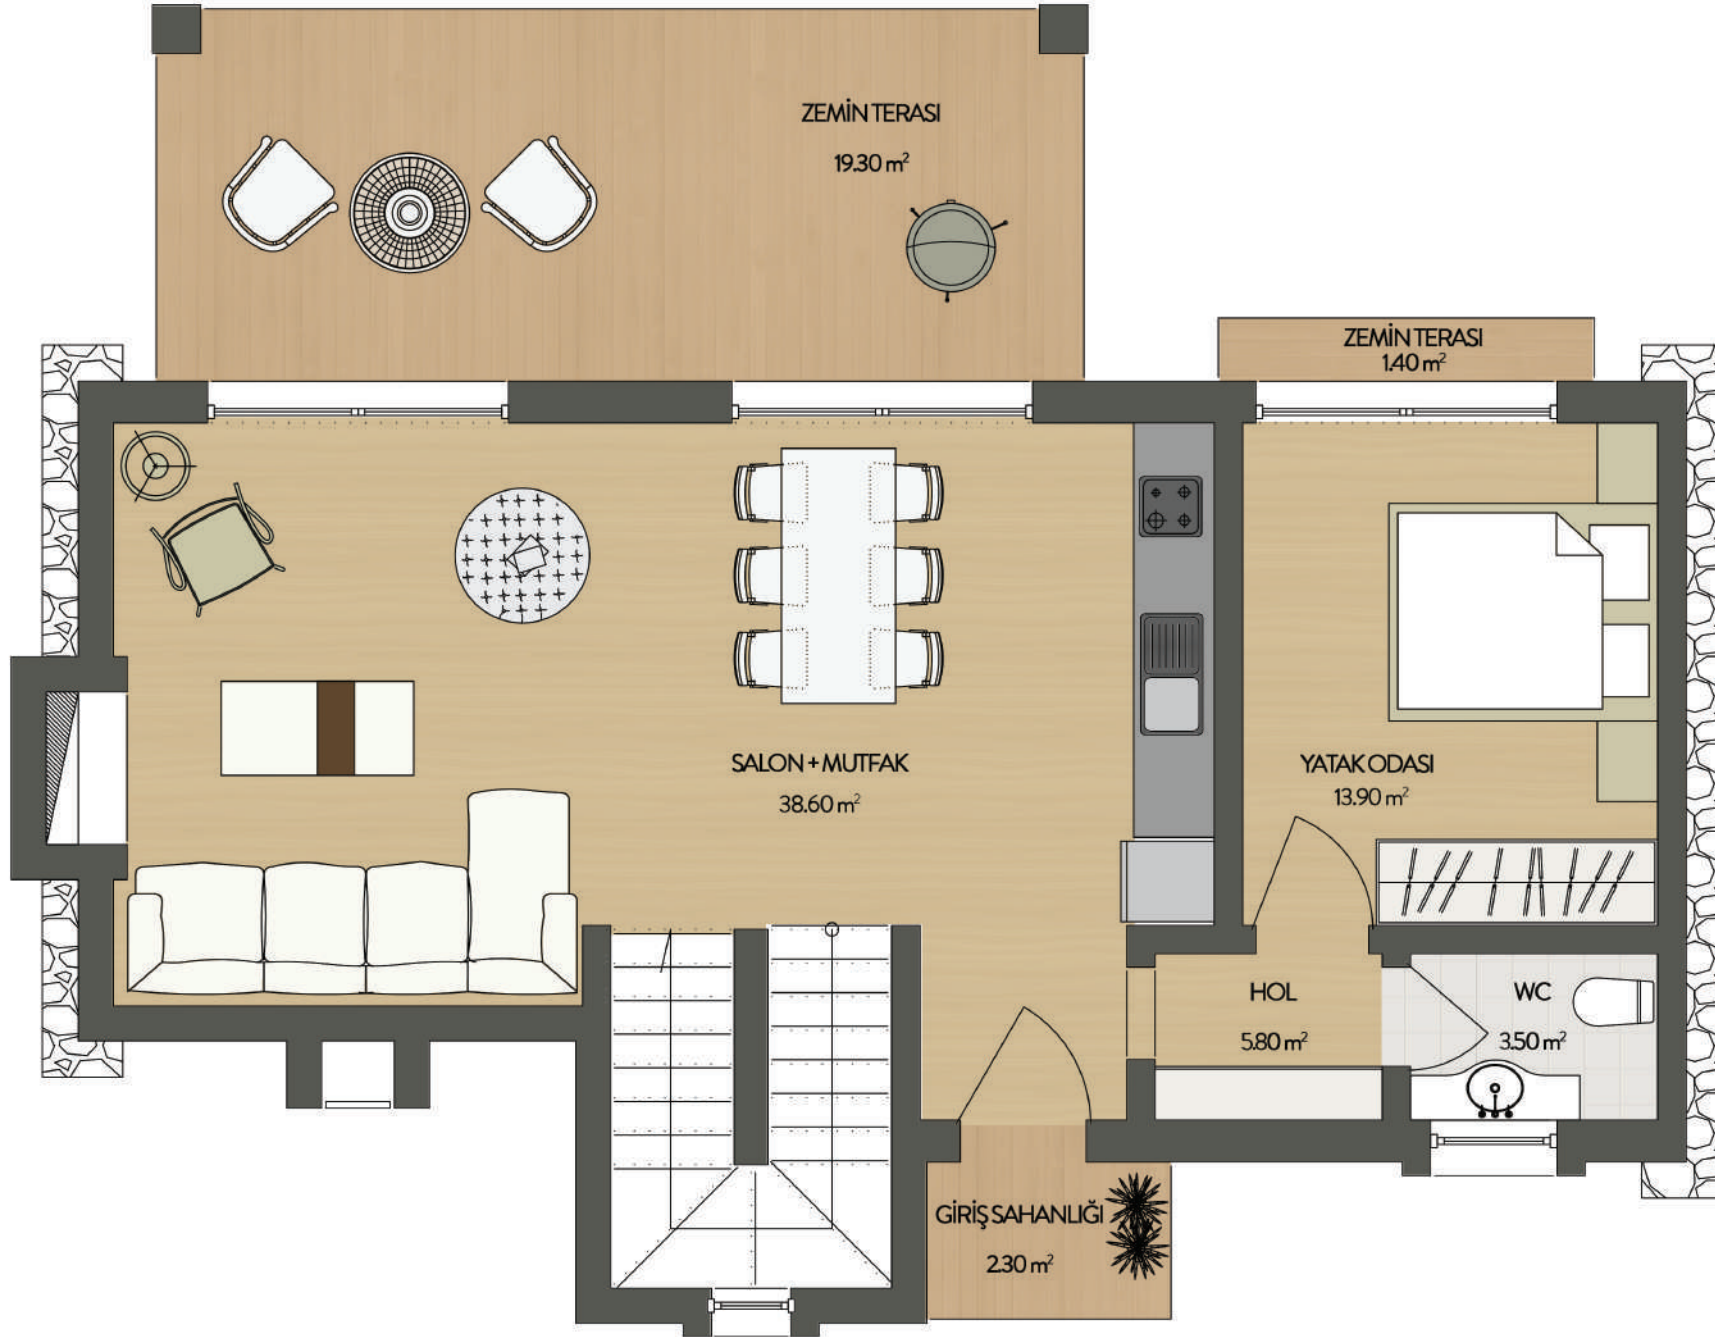 ZEMİN TERASI
19.30 m²
ZEMİN TERASI
1.40 m²
SALON + MUTFAK
38.60 m²
YATAK ODASI
13.90 m²
HOL
5.80 m²
WC
3.50 m²
GİRİŞ SAHANLIĞI
2.30 m²